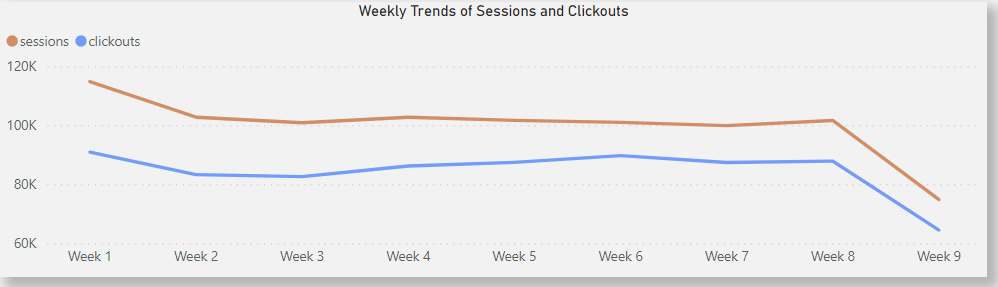 Weekly Trends of Sessions and Clickouts
sessions clickouts
120K
100K
80K
60K
Week 1 Week 2 Week 3 Week 4 Week 5 Week 6 Week 7 Week 8 Week 9